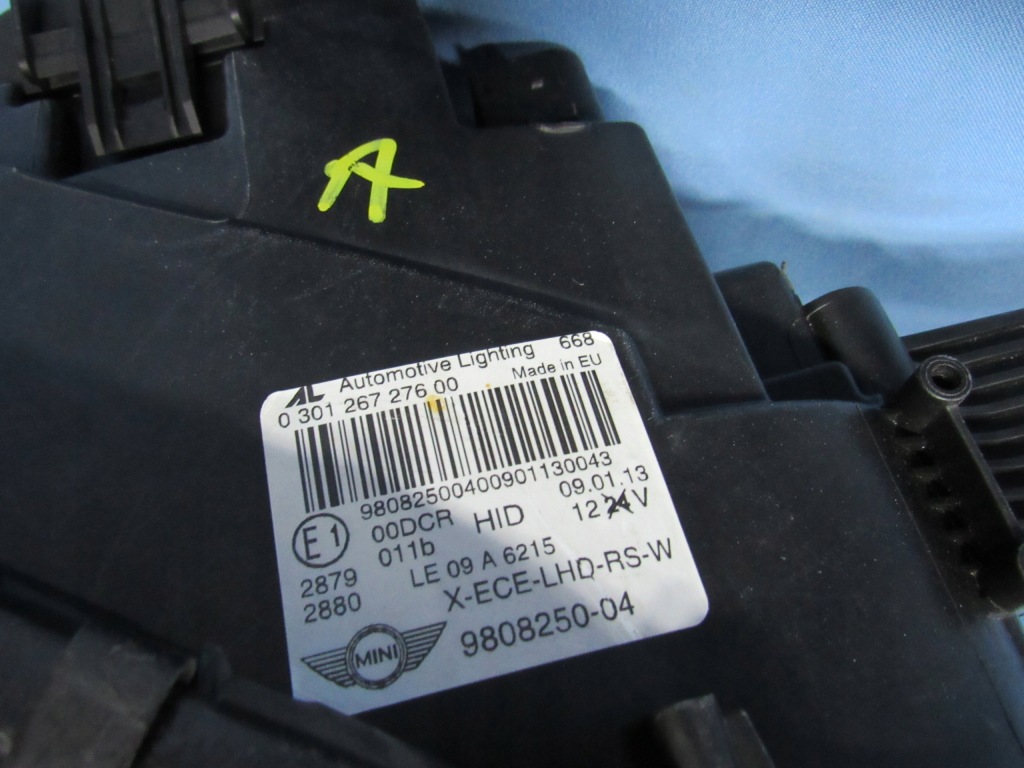 A
AL Automotive Lighting 668
0 301 267 276 00 Made in EU
98082500400901130043
E1 00DCR HID 09.01.13
011b 12 24 V
2879 LE 09 A 6215
2880 X-ECE-LHD-RS-W
MINI 9808250-04